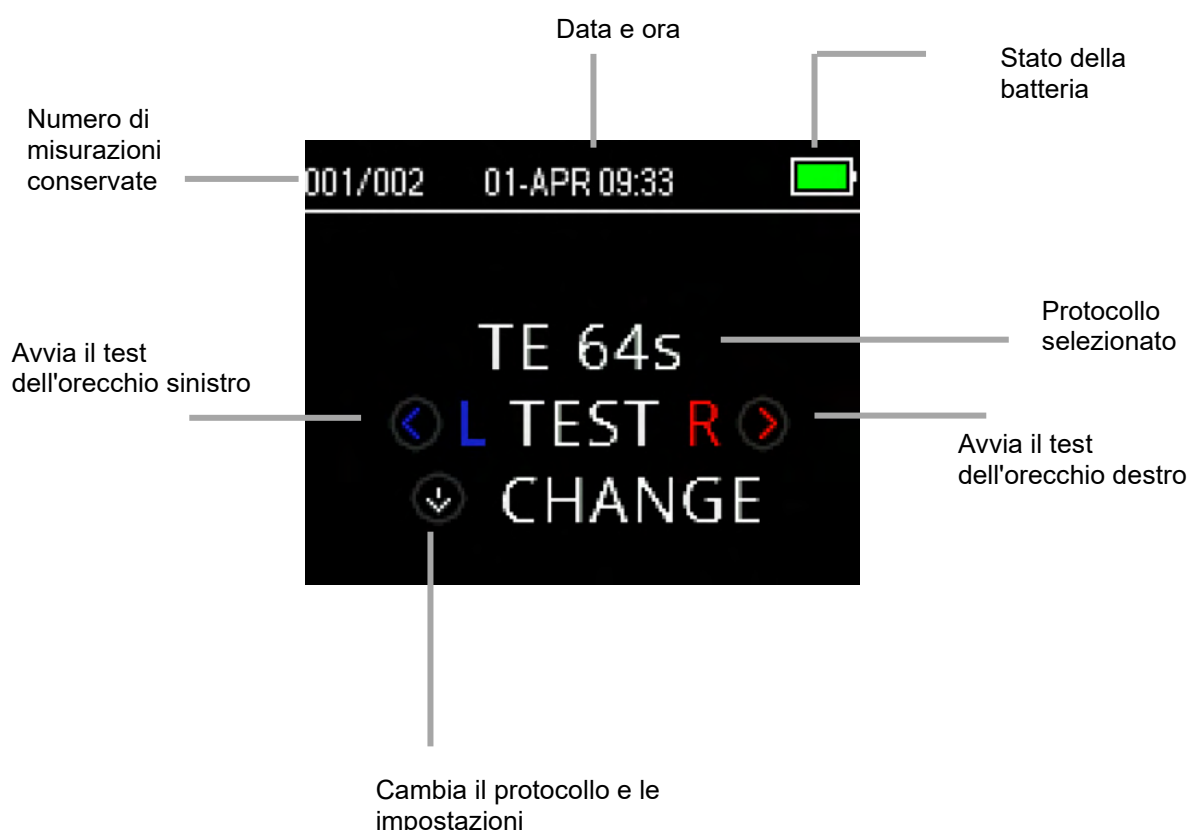 Data e ora
Stato della
batteria
Numero di
misurazioni
conservate
001/002 01-APR 09:33
TE 64s
Protocollo
selezionato
Avvia il test
dell'orecchio sinistro
L TEST R
Avvia il test
dell'orecchio destro
CHANGE
Cambia il protocollo e le
impostazioni